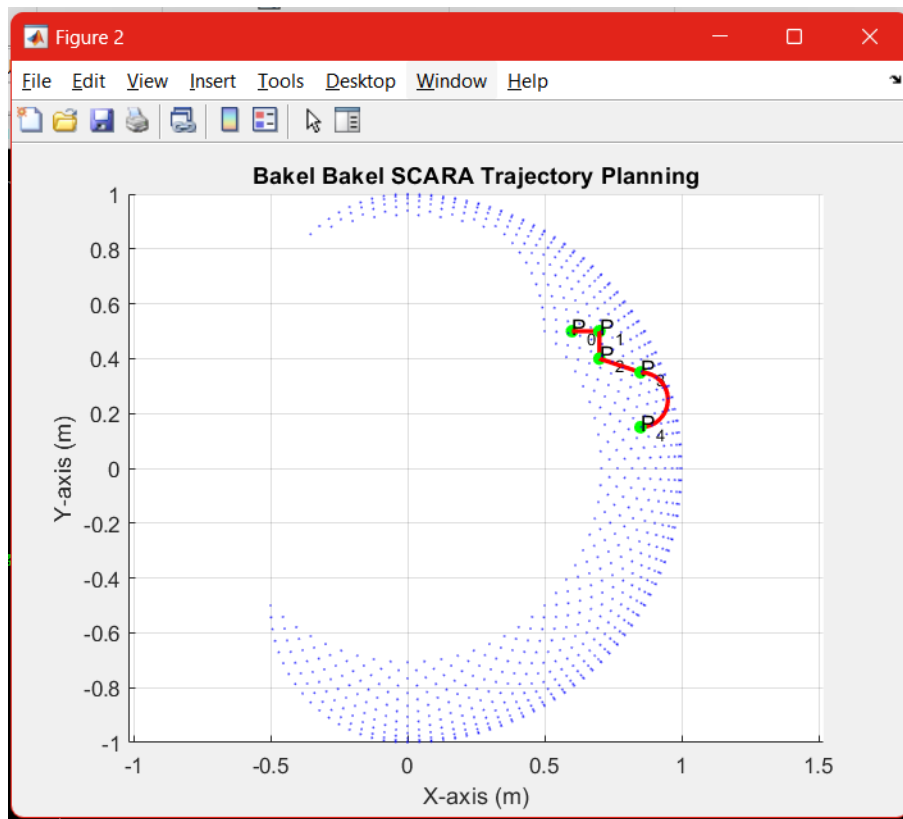 Figure 2
File Edit View Insert Tools Desktop Window Help
Bakel Bakel SCARA Trajectory Planning
1
0.8
0.6
0.4
0.2
0
-0.2
-0.4
-0.6
-0.8
-1
Y-axis (m)
P0 P1
P2 P3
P4
-1 -0.5 0 0.5 1 1.5
X-axis (m)